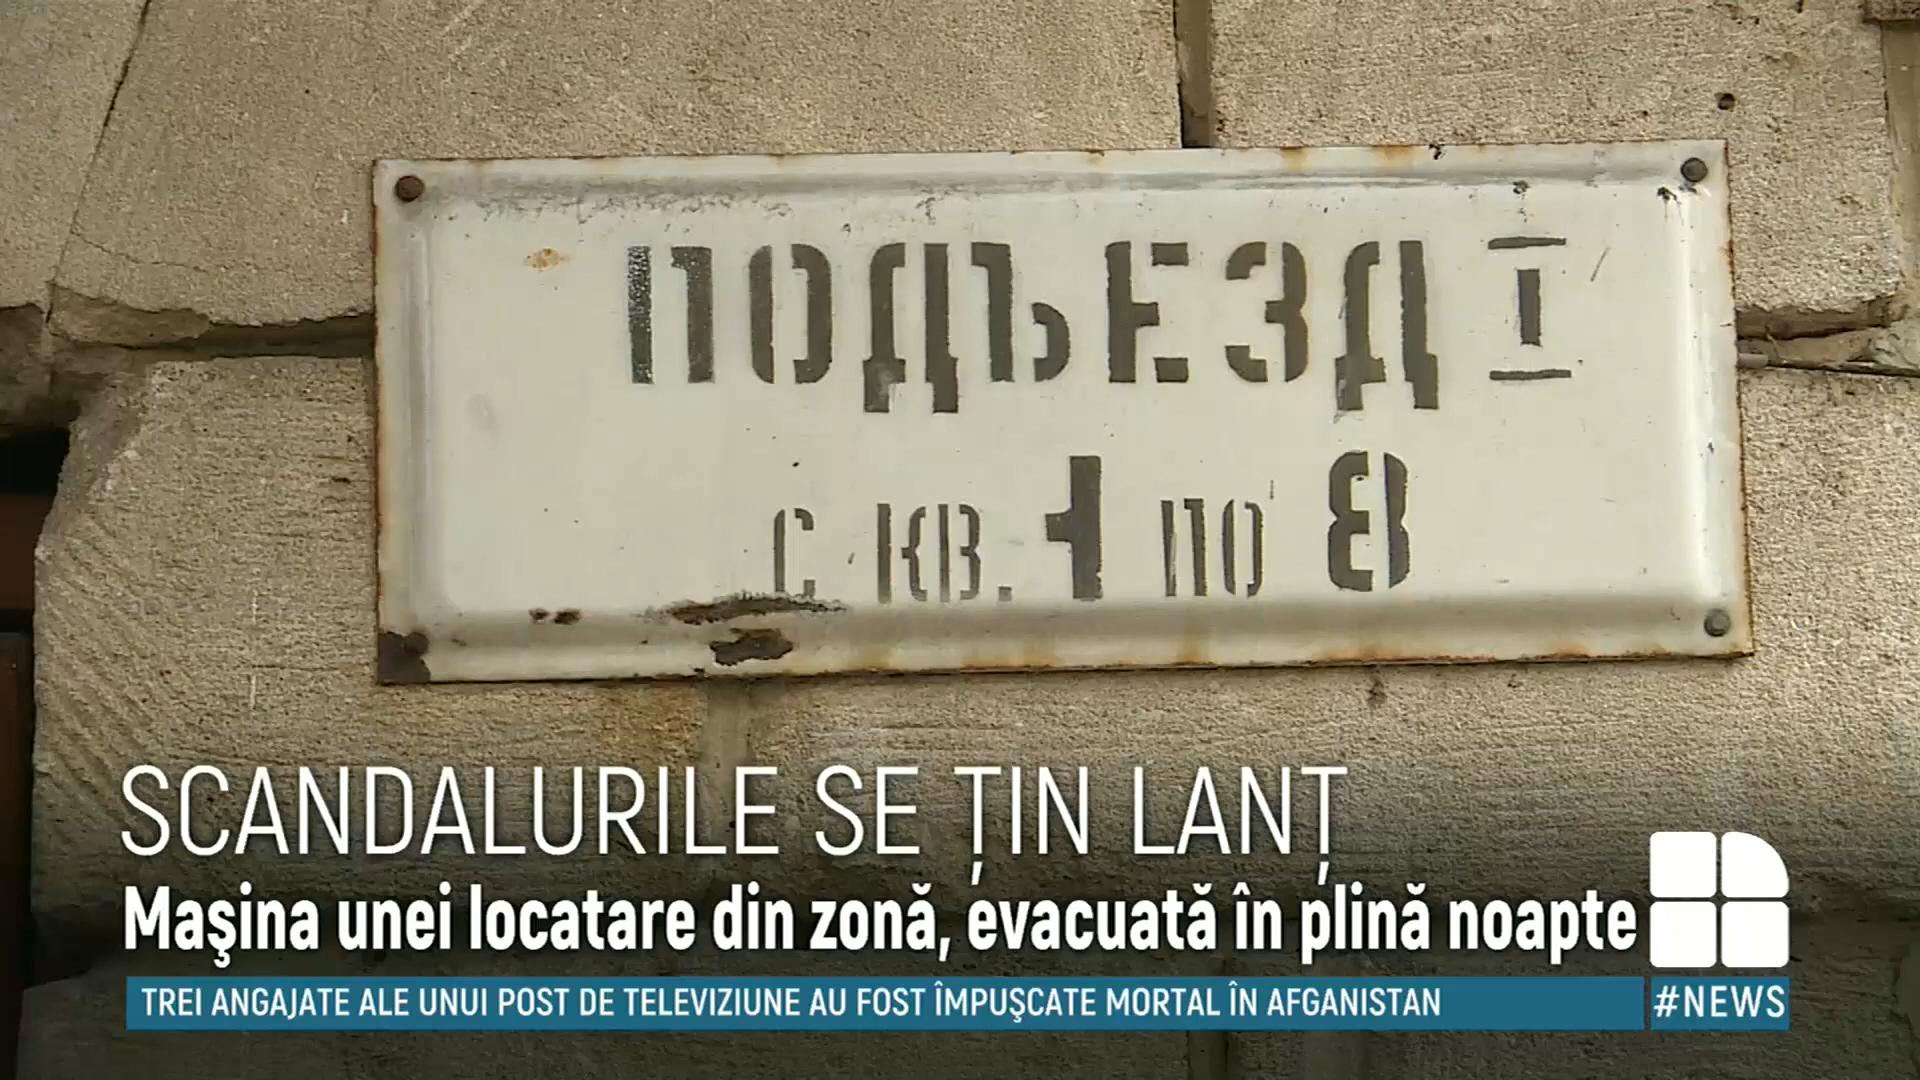 ПОДЪЕЗД I
С КВ. 1 ПО 8
SCANDALURILE SE ȚIN LANȚ
Maşina unei locatare din zonă, evacuată în plină noapte
TREI ANGAJATE ALE UNUI POST DE TELEVIZIUNE AU FOST ÎMPUŞCATE MORTAL ÎN AFGANISTAN
#NEWS